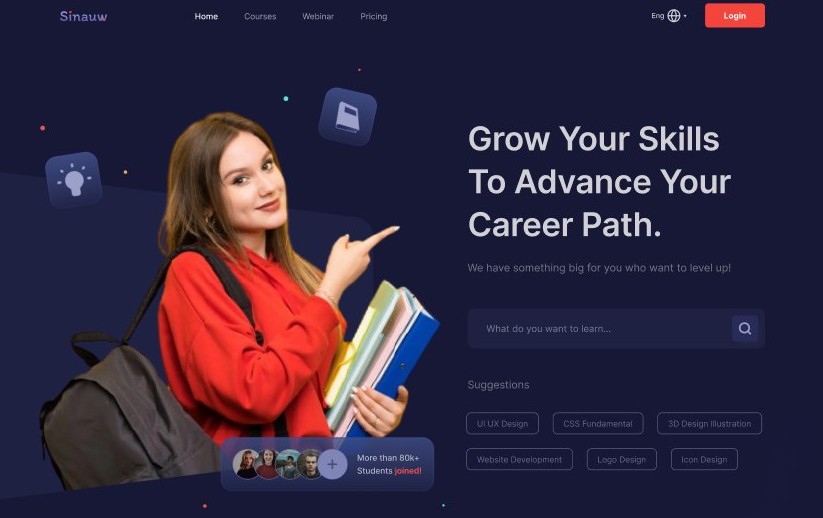 Sinauw
Home Courses Webinar Pricing
Eng
Login
Grow Your Skills
To Advance Your
Career Path.
We have something big for you who want to level up!
What do you want to learn...
Suggestions
UI UX Design CSS Fundamental 3D Design Illustration
Website Development Logo Design Icon Design
More than 80k+
Students joined!